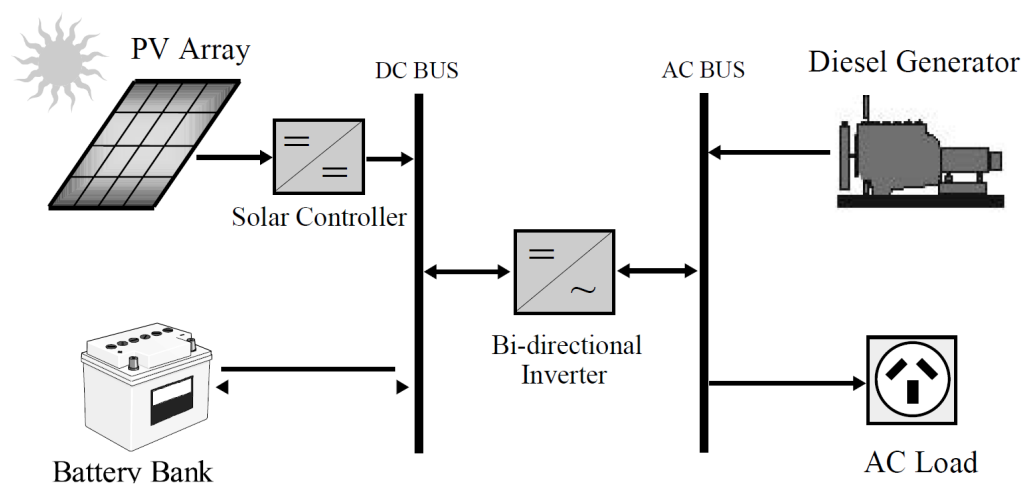 PV Array
DC BUS
AC BUS
Diesel Generator
Solar Controller
Bi-directional
Inverter
Battery Bank
AC Load